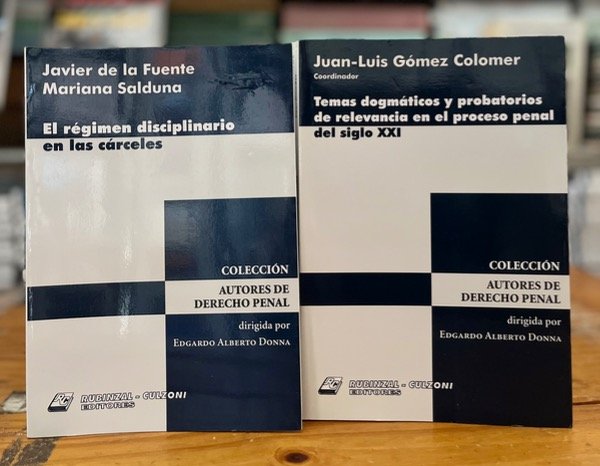 Javier de la Fuente
Mariana Salduna
El régimen disciplinario
en las cárceles
COLECCIÓN
AUTORES DE
DERECHO PENAL
dirigida por
EDGARDO ALBERTO DONNA
RC
RUBINZAL - CULZONI
EDITORES
Juan-Luis Gómez Colomer
Coordinador
Temas dogmáticos y probatorios
de relevancia en el proceso penal
del siglo XXI
COLECCIÓN
AUTORES DE
DERECHO PENAL
dirigida por
EDGARDO ALBERTO DONNA
RC
RUBINZAL - CULZONI
EDITORES